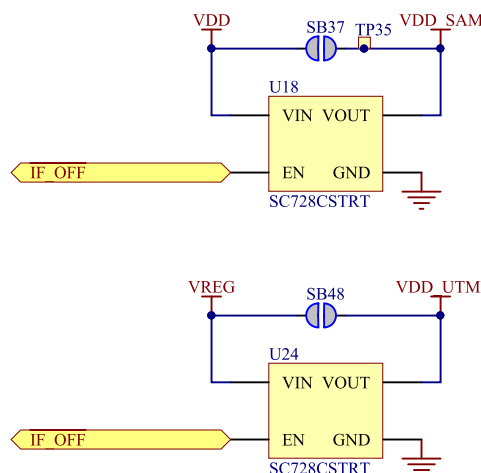 VDD
SB37
TP35
VDD_SAM
U18
VIN
VOUT
IF_OFF
EN
GND
SC728CSTRT
VREG
SB48
VDD_UTM
U24
VIN
VOUT
IF_OFF
EN
GND
SC728CSTRT